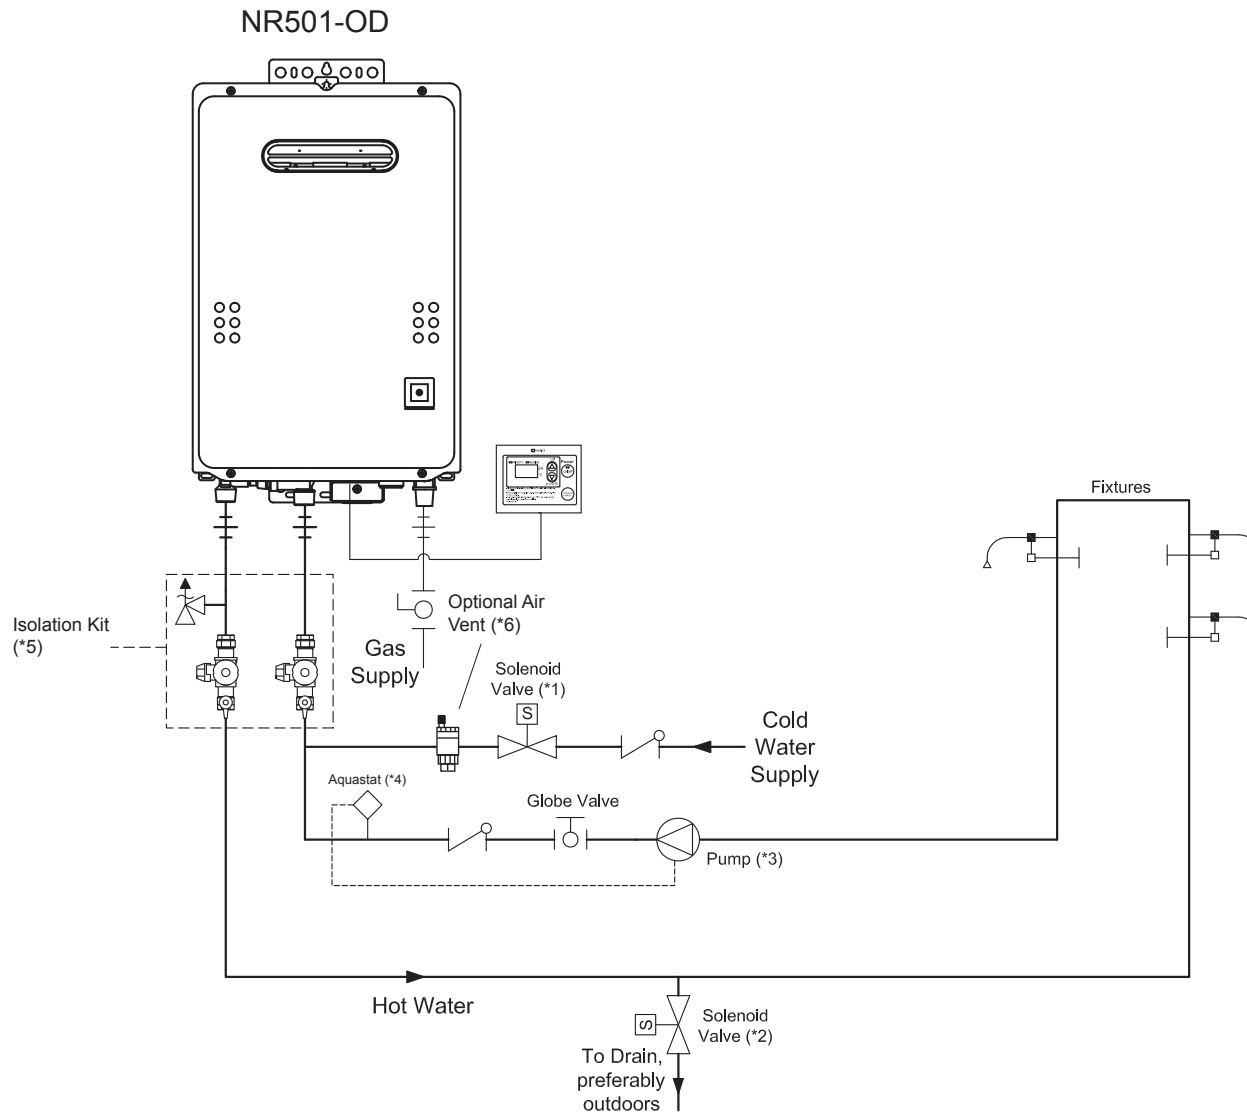 NR501-OD
Fixtures
Optional Air
Vent (*6)
Isolation Kit
(*5)
Gas
Supply
Solenoid
Valve (*1)
S
Cold
Water
Supply
Aquastat (*4)
Globe Valve
Pump (*3)
Hot Water
S
Solenoid
Valve (*2)
To Drain,
preferably
outdoors